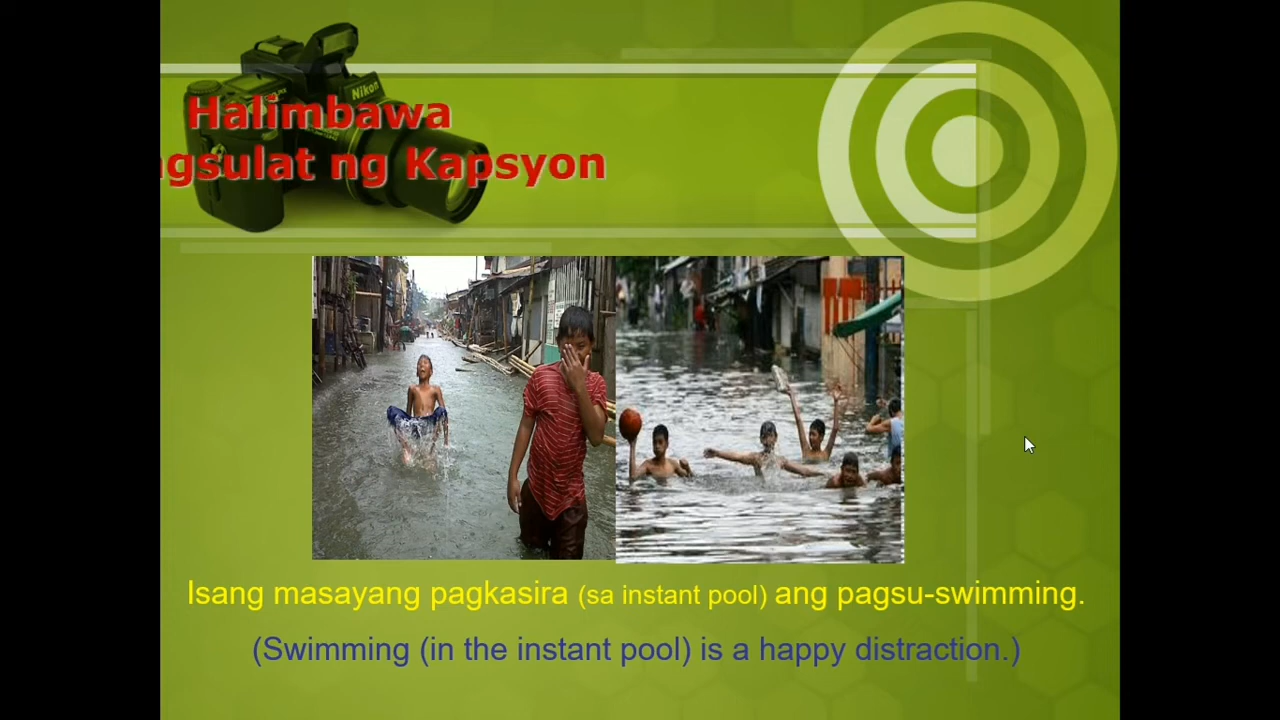 Nikon
Halimbawa
gsulat ng Kapsyon
Isang masayang pagkasira (sa instant pool) ang pagsu-swimming.
(Swimming (in the instant pool) is a happy distraction.)